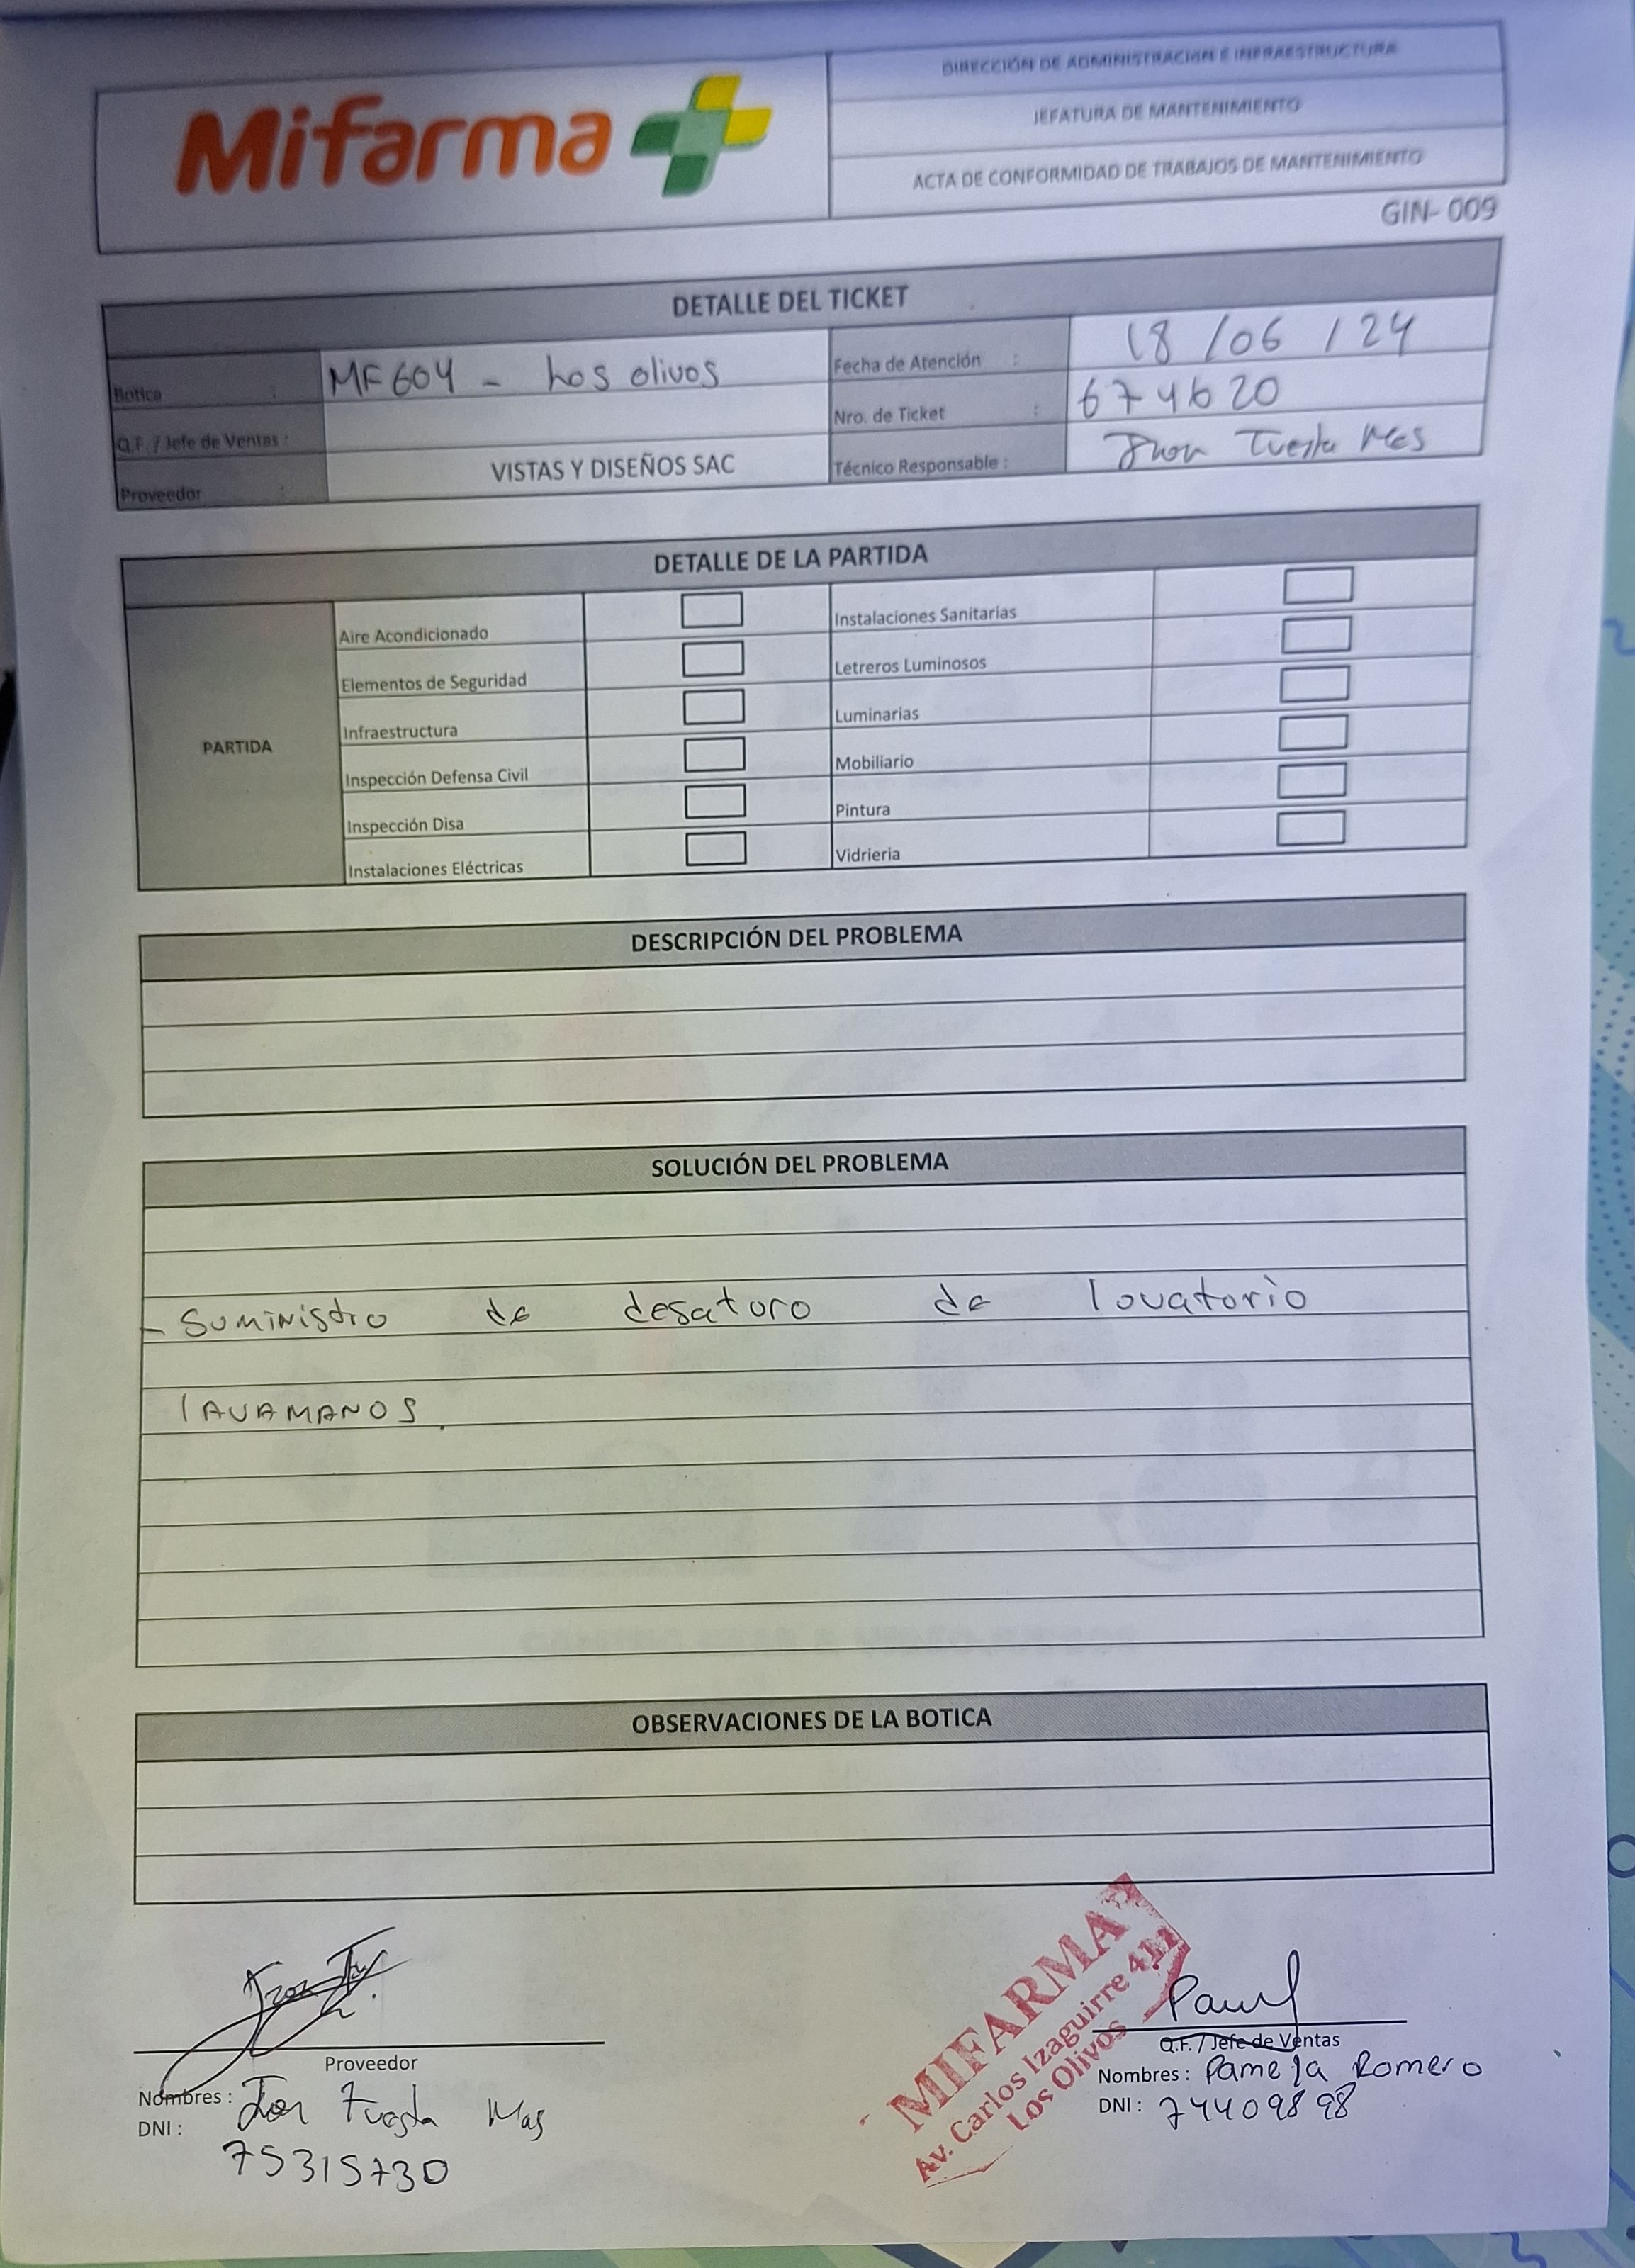 Mifarma
DIRECCIÓN DE ADMINISTRACIÓN E INFRAESTRUCTURA
JEFATURA DE MANTENIMIENTO
ACTA DE CONFORMIDAD DE TRABAJOS DE MANTENIMIENTO
GIN- 009
DETALLE DEL TICKET
Botica : MF604 - Los olivos
Fecha de Atención : 18/06/24
Q.F. / Jefe de Ventas :
Nro. de Ticket : 674620
Proveedor : VISTAS Y DISEÑOS SAC
Técnico Responsable : Jhon Tuesta
DETALLE DE LA PARTIDA
PARTIDA
Aire Acondicionado
Instalaciones Sanitarias
Elementos de Seguridad
Letreros Luminosos
Infraestructura
Luminarias
Inspección Defensa Civil
Mobiliario
Inspección Disa
Pintura
Instalaciones Eléctricas
Vidrieria
DESCRIPCIÓN DEL PROBLEMA
SOLUCIÓN DEL PROBLEMA
- Suministro de desatoro de lavatorio
lAVAMANOS.
OBSERVACIONES DE LA BOTICA
Proveedor
Nombres : Tuesta Mas
DNI : 75315730
MIFARMA
Av. Carlos Izaguirre
Los Olivos
Q.F. / Jefe de Ventas
Nombres : Pamela Romero
DNI : 74409898